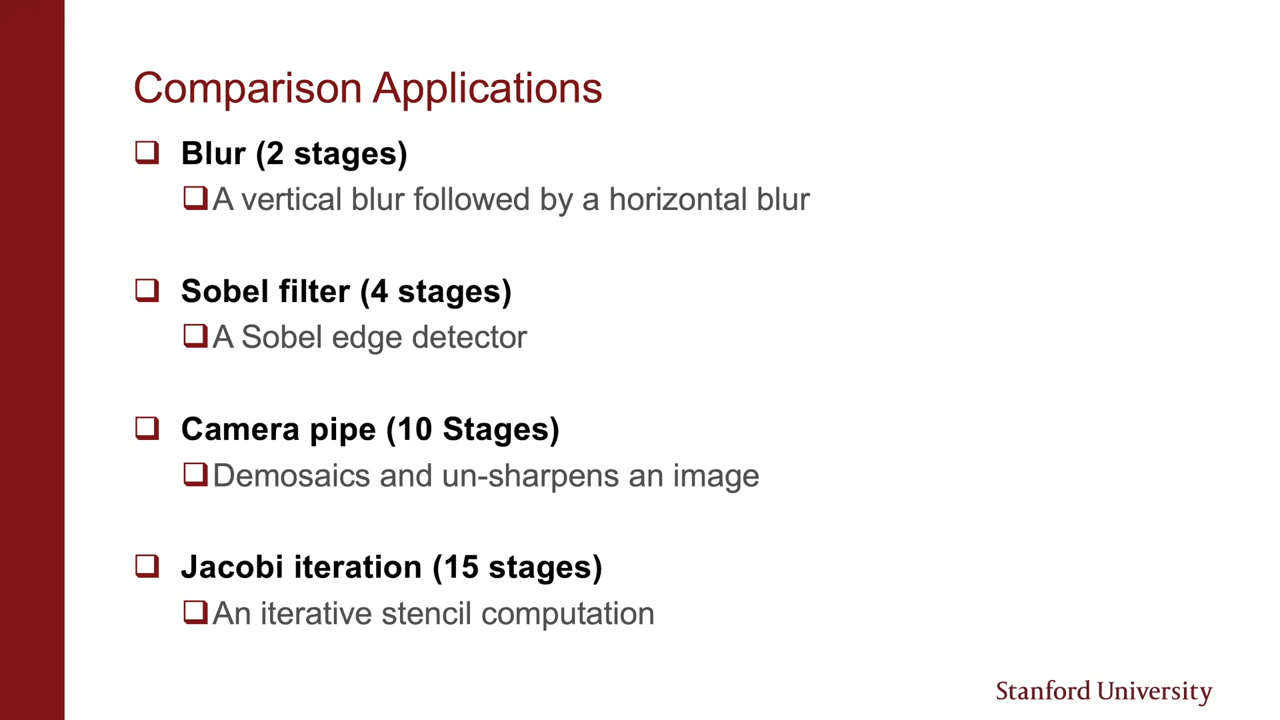 Comparison Applications
Blur (2 stages)
A vertical blur followed by a horizontal blur
Sobel filter (4 stages)
A Sobel edge detector
Camera pipe (10 Stages)
Demosaics and un-sharpens an image
Jacobi iteration (15 stages)
An iterative stencil computation
Stanford University